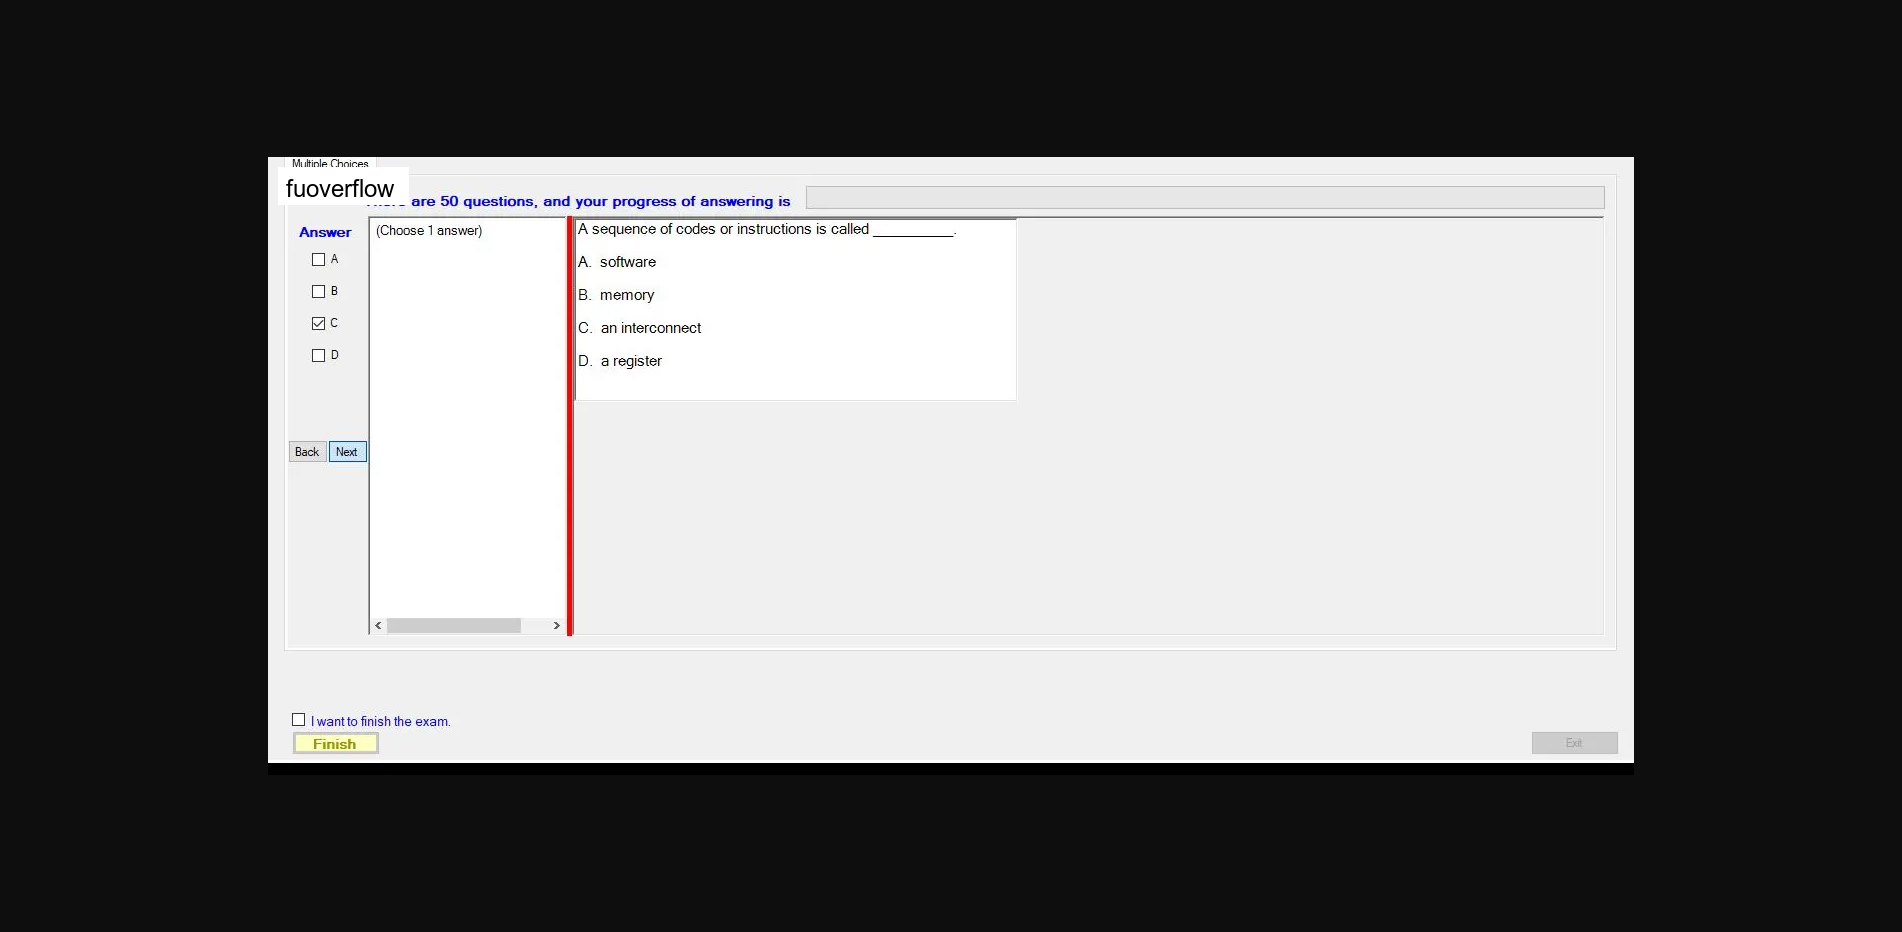 Multiple Choices
fuoverflow
are 50 questions, and your progress of answering is
Answer
(Choose 1 answer)
A
B
C
D
A sequence of codes or instructions is called __________.
A. software
B. memory
C. an interconnect
D. a register
Back Next
I want to finish the exam.
Finish
Exit